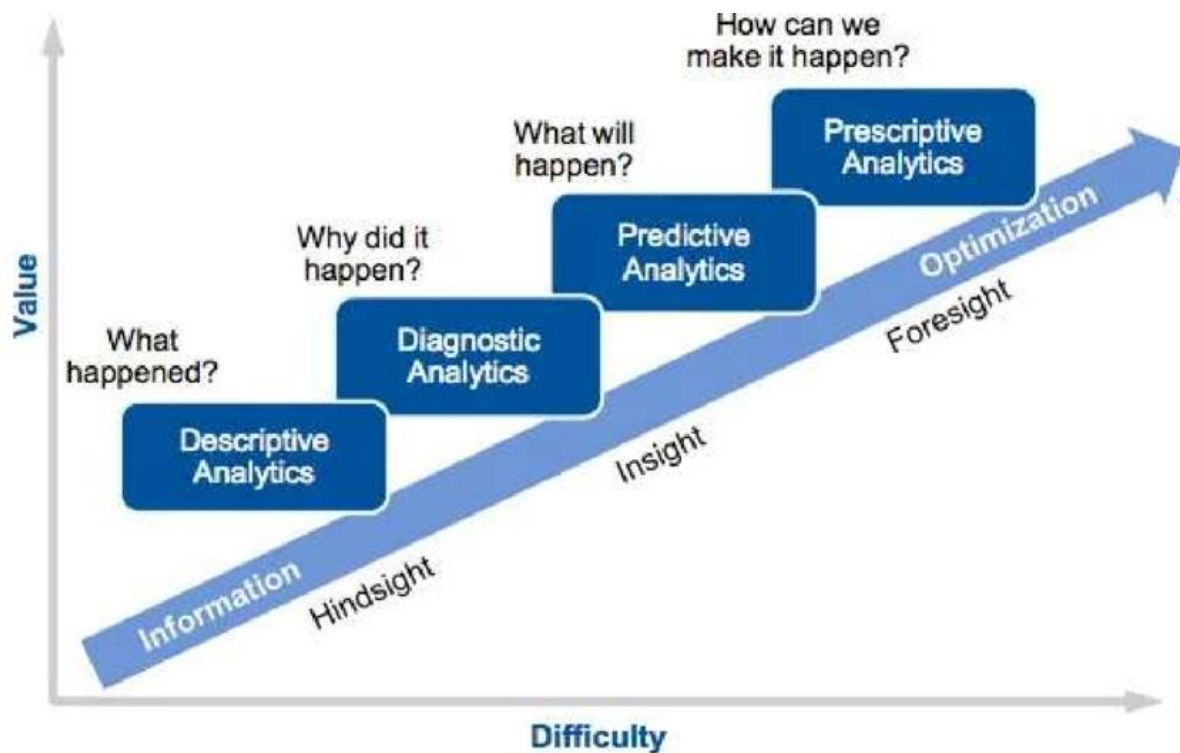 How can we
make it happen?
Prescriptive
Analytics
What will
happen?
Predictive
Analytics
Why did it
happen?
Diagnostic
Analytics
What
happened?
Descriptive
Analytics
Value
Information
Optimization
Hindsight
Insight
Foresight
Difficulty